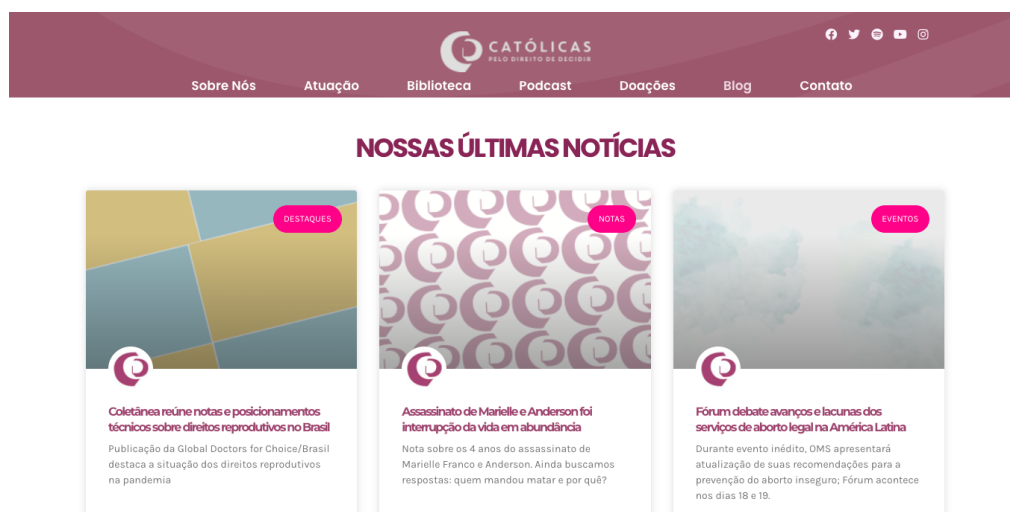 CATÓLICAS
PELO DIREITO DE DECIDIR
Sobre Nós Atuação Biblioteca Podcast Doações Blog Contato
NOSSAS ÚLTIMAS NOTÍCIAS
DESTAQUES
Coletânea reúne notas e posicionamentos
técnicos sobre direitos reprodutivos no Brasil
Publicação da Global Doctors for Choice/Brasil
destaca a situação dos direitos reprodutivos
na pandemia
NOTAS
Assassinato de Marielle e Anderson foi
interrupção da vida em abundância
Nota sobre os 4 anos do assassinato de
Marielle Franco e Anderson. Ainda buscamos
respostas: quem mandou matar e por quê?
EVENTOS
Fórum debate avanços e lacunas dos
serviços de aborto legal na América Latina
Durante evento inédito, OMS apresentará
atualização de suas recomendações para a
prevenção do aborto inseguro; Fórum acontece
nos dias 18 e 19.